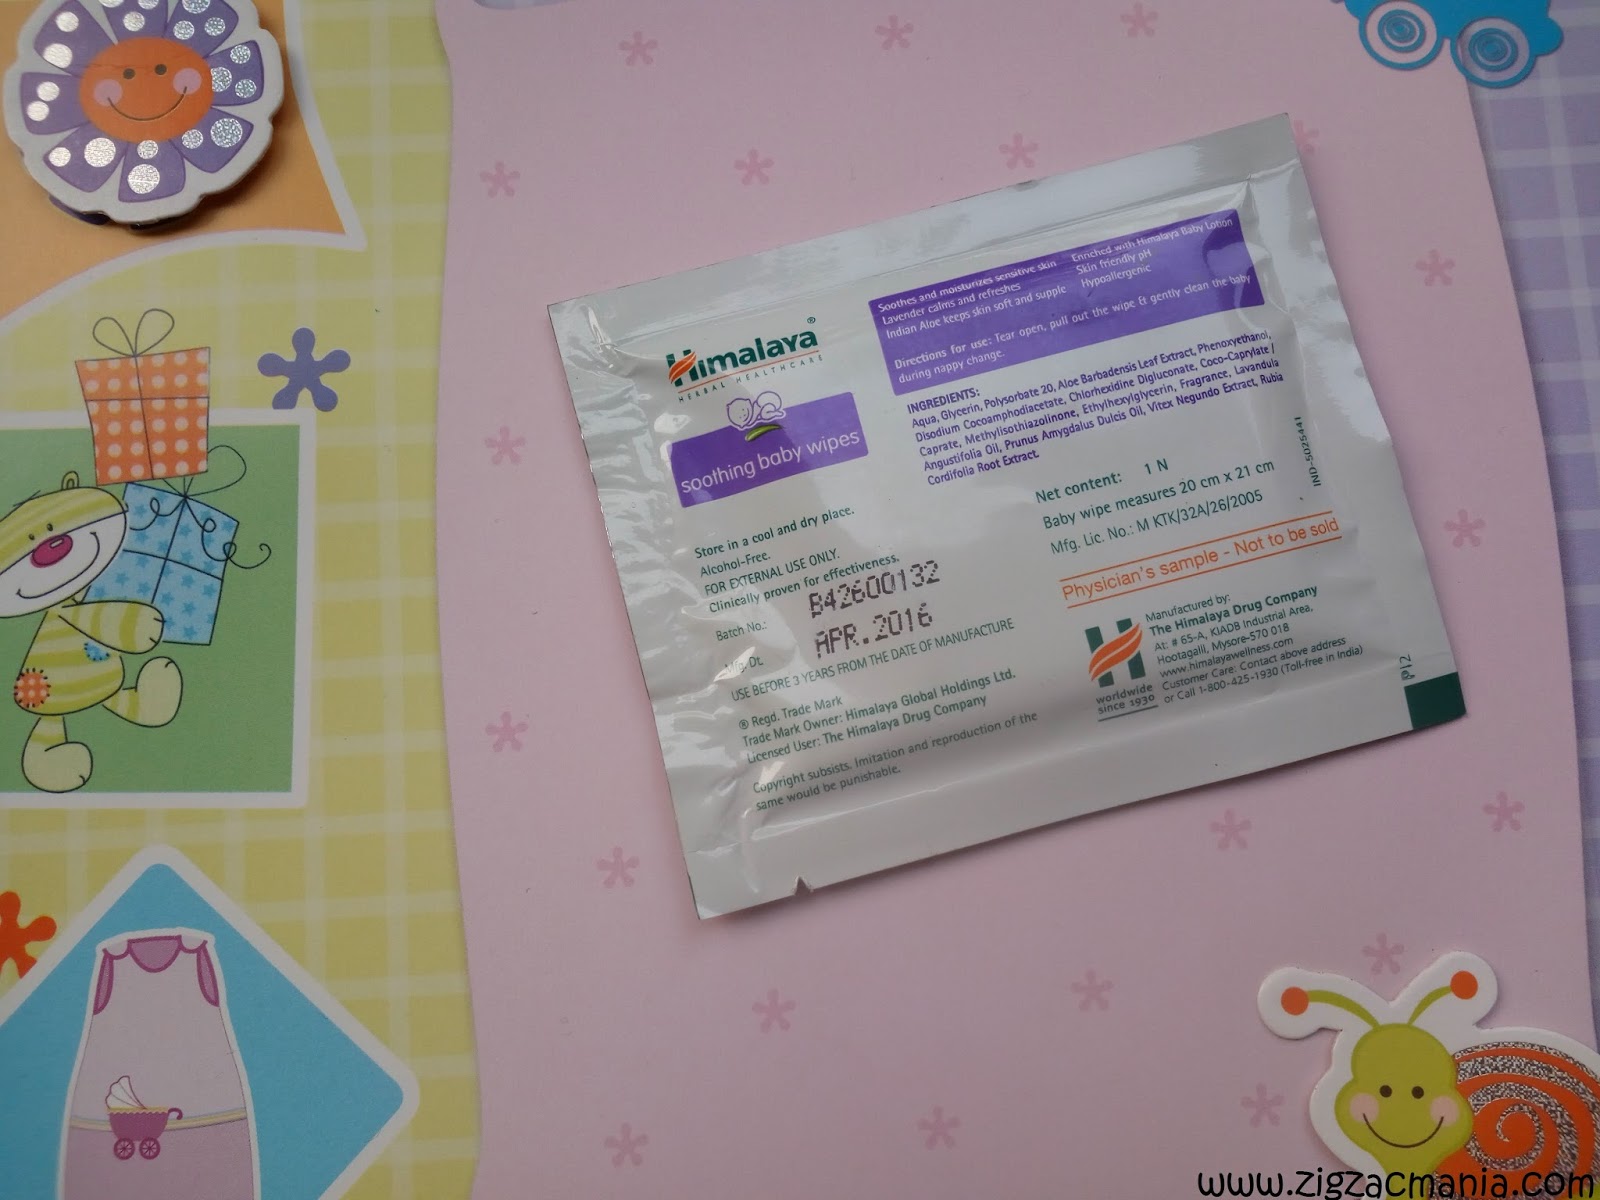 Himalaya®
HERBAL HEALTHCARE
soothing baby wipes
Store in a cool and dry place.
Alcohol-Free.
FOR EXTERNAL USE ONLY.
Clinically proven for effectiveness.
Batch No.: B42600132
Mfg. Dt. APR.2016
USE BEFORE 3 YEARS FROM THE DATE OF MANUFACTURE
® Regd. Trade Mark
Trade Mark Owner: Himalaya Global Holdings Ltd.
Licensed User: The Himalaya Drug Company
Copyright subsists. Imitation and reproduction of the
same would be punishable.
Soothes and moisturizes sensitive skin
Lavender calms and refreshes
Indian Aloe keeps skin soft and supple
Enriched with Himalaya Baby Lotion
Skin friendly pH
Hypoallergenic
Directions for use: Tear open, pull out the wipe & gently clean the baby
during nappy change.
INGREDIENTS:
Aqua, Glycerin, Polysorbate 20, Aloe Barbadensis Leaf Extract, Phenoxyethanol,
Disodium Cocoamphodiacetate, Chlorhexidine Digluconate, Coco-Caprylate /
Caprate, Methylisothiazolinone, Ethylhexylglycerin, Fragrance, Lavandula
Angustifolia Oil, Prunus Amygdalus Dulcis Oil, Vitex Negundo Extract, Rubia
Cordifolia Root Extract.
IND-5025441
Net content: 1 N
Baby wipe measures 20 cm x 21 cm
Mfg. Lic. No.: M KTK/32A/26/2005
Physician's sample - Not to be sold
worldwide
since 1930
Manufactured by:
The Himalaya Drug Company
At: # 65-A, KIADB Industrial Area,
Hootagalli, Mysore-570 018
www.himalayawellness.com
Customer Care: Contact above address
or Call 1-800-425-1930 (Toll-free in India)
P12
www.zigzacmania.com